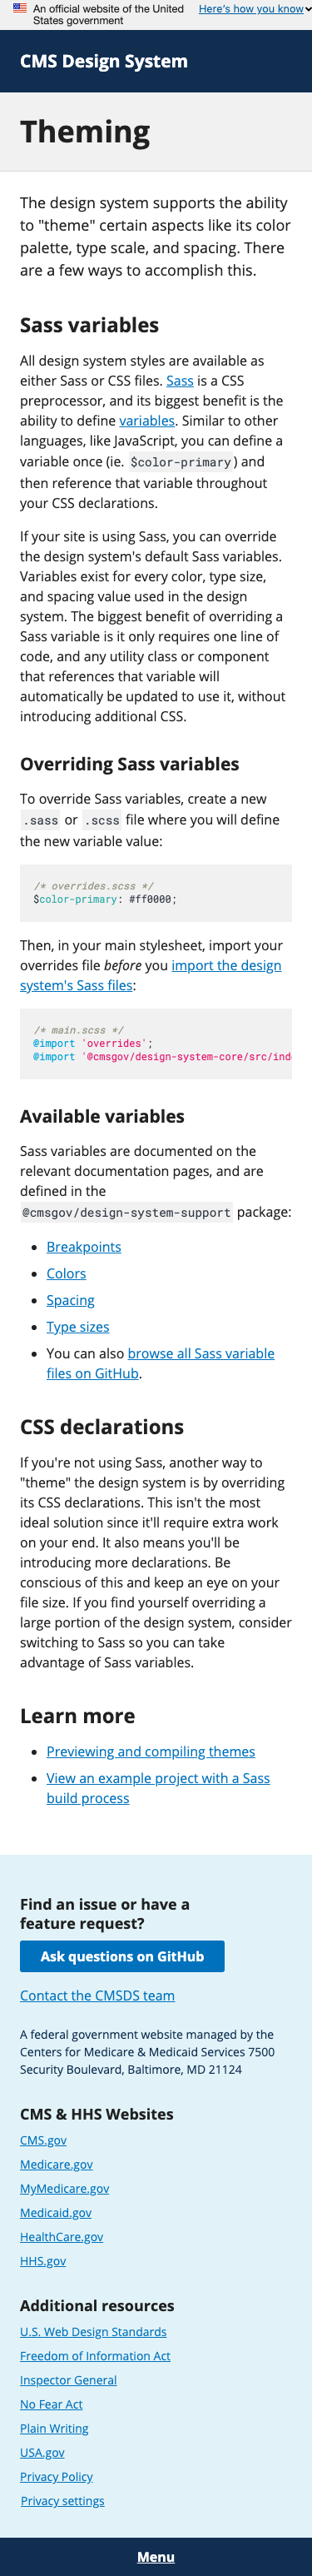 An official website of the United
States government
Here's how you know
CMS Design System
Theming
The design system supports the ability
to "theme" certain aspects like its color
palette, type scale, and spacing. There
are a few ways to accomplish this.
Sass variables
All design system styles are available as
either Sass or CSS files. Sass is a CSS
preprocessor, and its biggest benefit is the
ability to define variables. Similar to other
languages, like JavaScript, you can define a
variable once (ie. $color-primary) and
then reference that variable throughout
your CSS declarations.
If your site is using Sass, you can override
the design system's default Sass variables.
Variables exist for every color, type size,
and spacing value used in the design
system. The biggest benefit of overriding a
Sass variable is it only requires one line of
code, and any utility class or component
that references that variable will
automatically be updated to use it, without
introducing additional CSS.
Overriding Sass variables
To override Sass variables, create a new
.sass or .scss file where you will define
the new variable value:
/* overrides.scss */
$color-primary: #ff0000;
Then, in your main stylesheet, import your
overrides file before you import the design
system's Sass files:
/* main.scss */
@import 'overrides';
@import '@cmsgov/design-system-core/src/inde
Available variables
Sass variables are documented on the
relevant documentation pages, and are
defined in the
@cmsgov/design-system-support package:
Breakpoints
Colors
Spacing
Type sizes
You can also browse all Sass variable
files on GitHub.
CSS declarations
If you're not using Sass, another way to
"theme" the design system is by overriding
its CSS declarations. This isn't the most
ideal solution since it'll require extra work
on your end. It also means you'll be
introducing more declarations. Be
conscious of this and keep an eye on your
file size. If you find yourself overriding a
large portion of the design system, consider
switching to Sass so you can take
advantage of Sass variables.
Learn more
Previewing and compiling themes
View an example project with a Sass
build process
Find an issue or have a
feature request?
Ask questions on GitHub
Contact the CMSDS team
A federal government website managed by the
Centers for Medicare & Medicaid Services 7500
Security Boulevard, Baltimore, MD 21124
CMS & HHS Websites
CMS.gov
Medicare.gov
MyMedicare.gov
Medicaid.gov
HealthCare.gov
HHS.gov
Additional resources
U.S. Web Design Standards
Freedom of Information Act
Inspector General
No Fear Act
Plain Writing
USA.gov
Privacy Policy
Privacy settings
Menu